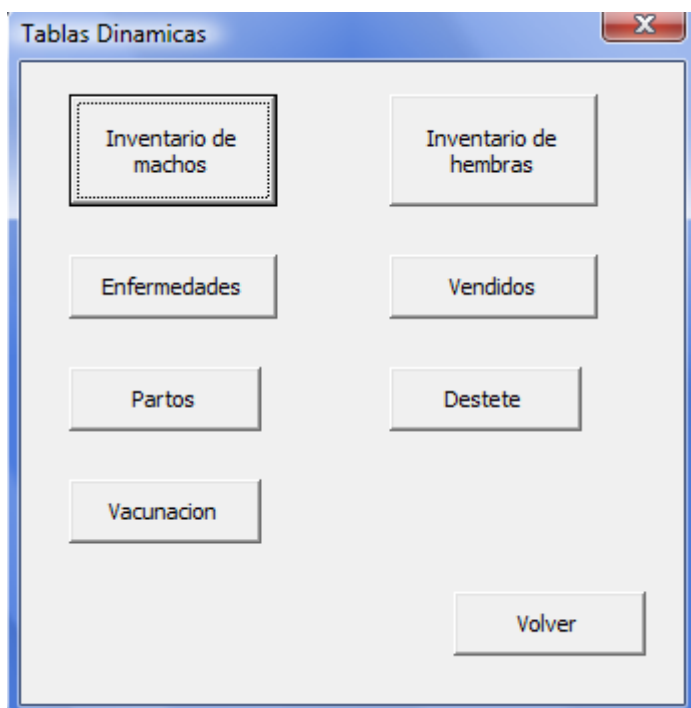 Tablas Dinamicas
X
Inventario de
machos
Inventario de
hembras
Enfermedades
Vendidos
Partos
Destete
Vacunacion
Volver